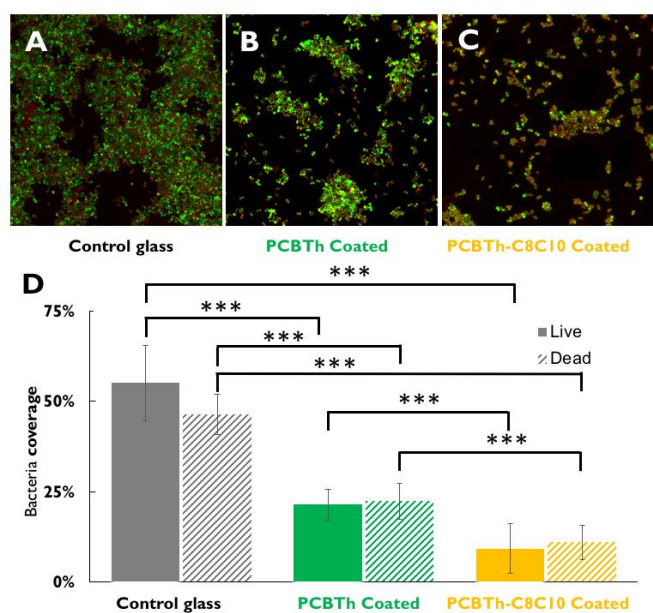 A
B
C
Control glass
PCBTh Coated
PCBTh-C8C10 Coated
D
***
***
***
***
***
***
Live
Dead
75%
50%
25%
0%
Bacteria coverage
Control glass
PCBTh Coated
PCBTh-C8C10 Coated